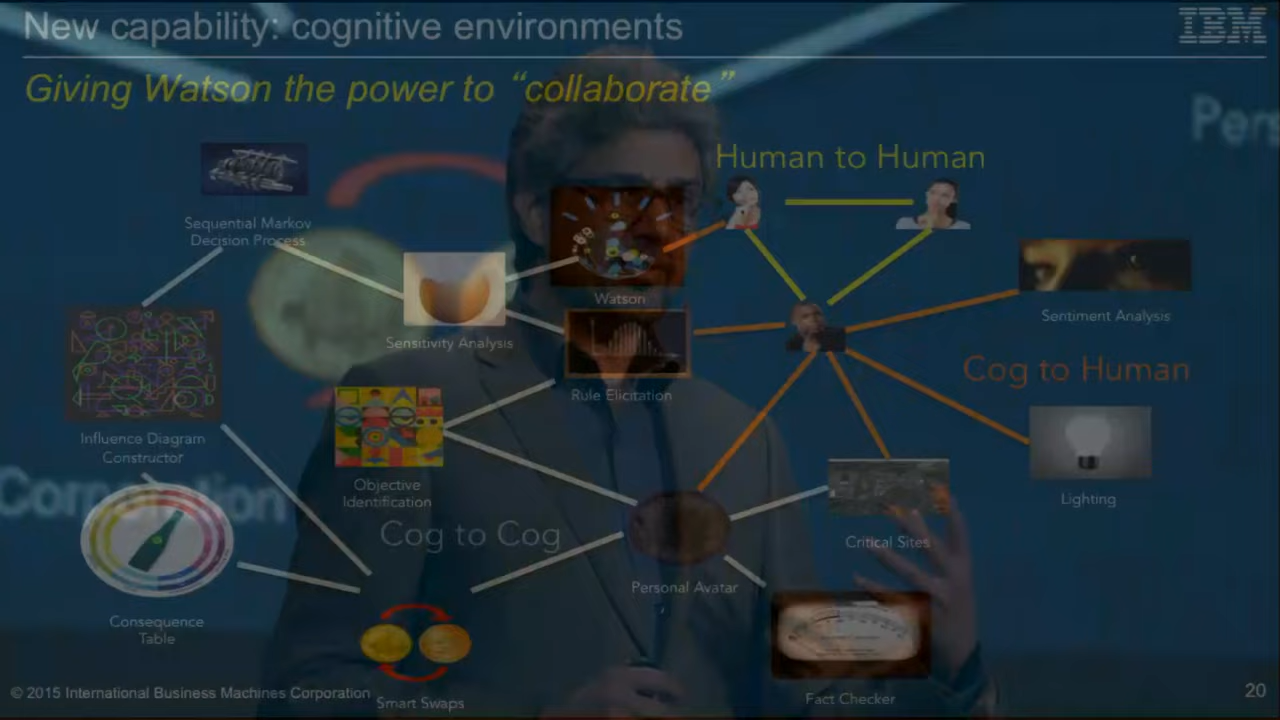 New capability: cognitive environments
IBM
Giving Watson the power to “collaborate”
Human to Human
Sequential Markov
Decision Process
Watson
Sensitivity Analysis
Sentiment Analysis
Cog to Human
Rule Elicitation
Influence Diagram
Constructor
Objective
Identification
Lighting
Corporation
Cog to Cog
Critical Sites
Personal Avatar
Consequence
Table
Smart Swaps
Fact Checker
© 2015 International Business Machines Corporation
20